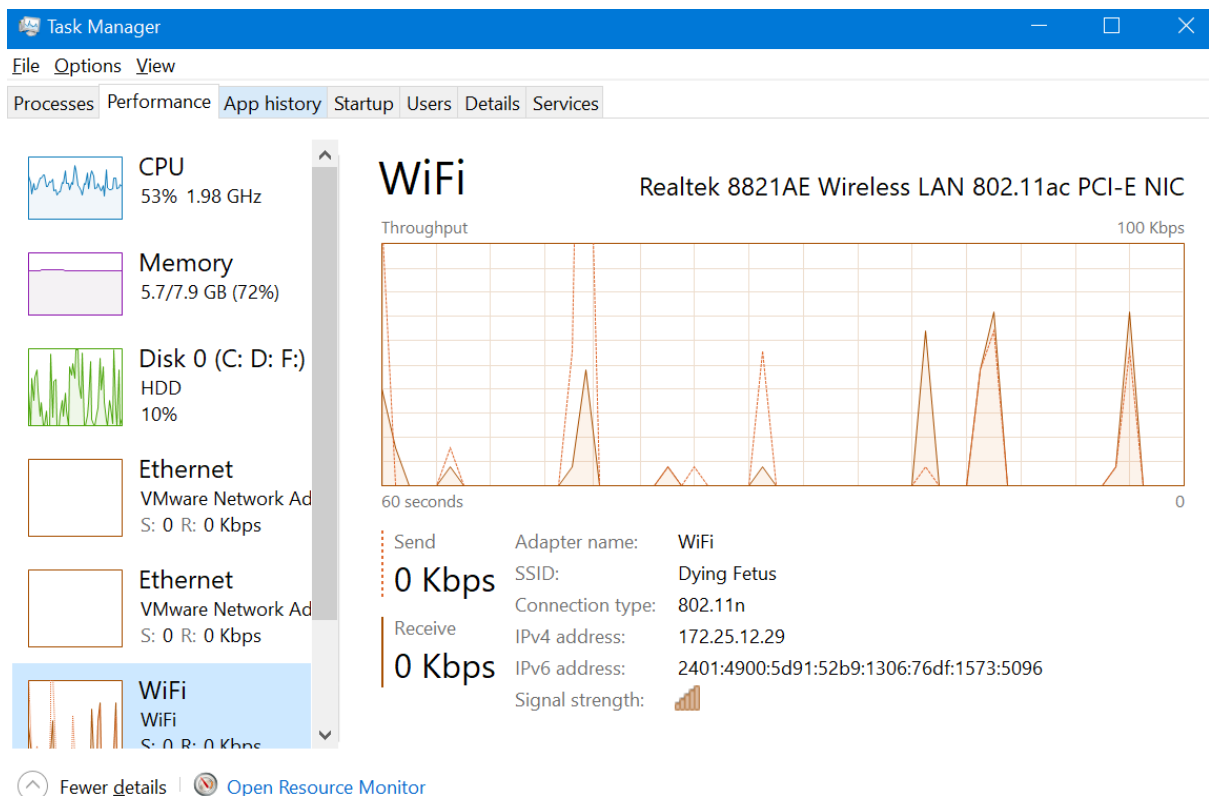 Task Manager
File Options View
Processes Performance App history Startup Users Details Services
CPU
53% 1.98 GHz
Memory
5.7/7.9 GB (72%)
Disk 0 (C: D: F:)
HDD
10%
Ethernet
VMware Network Ad
S: 0 R: 0 Kbps
Ethernet
VMware Network Ad
S: 0 R: 0 Kbps
WiFi
WiFi
S: 0 R: 0 Kbps
WiFi
Realtek 8821AE Wireless LAN 802.11ac PCI-E NIC
Throughput 100 Kbps
60 seconds 0
Send
0 Kbps
Receive
0 Kbps
Adapter name: WiFi
SSID: Dying Fetus
Connection type: 802.11n
IPv4 address: 172.25.12.29
IPv6 address: 2401:4900:5d91:52b9:1306:76df:1573:5096
Signal strength:
Fewer details Open Resource Monitor